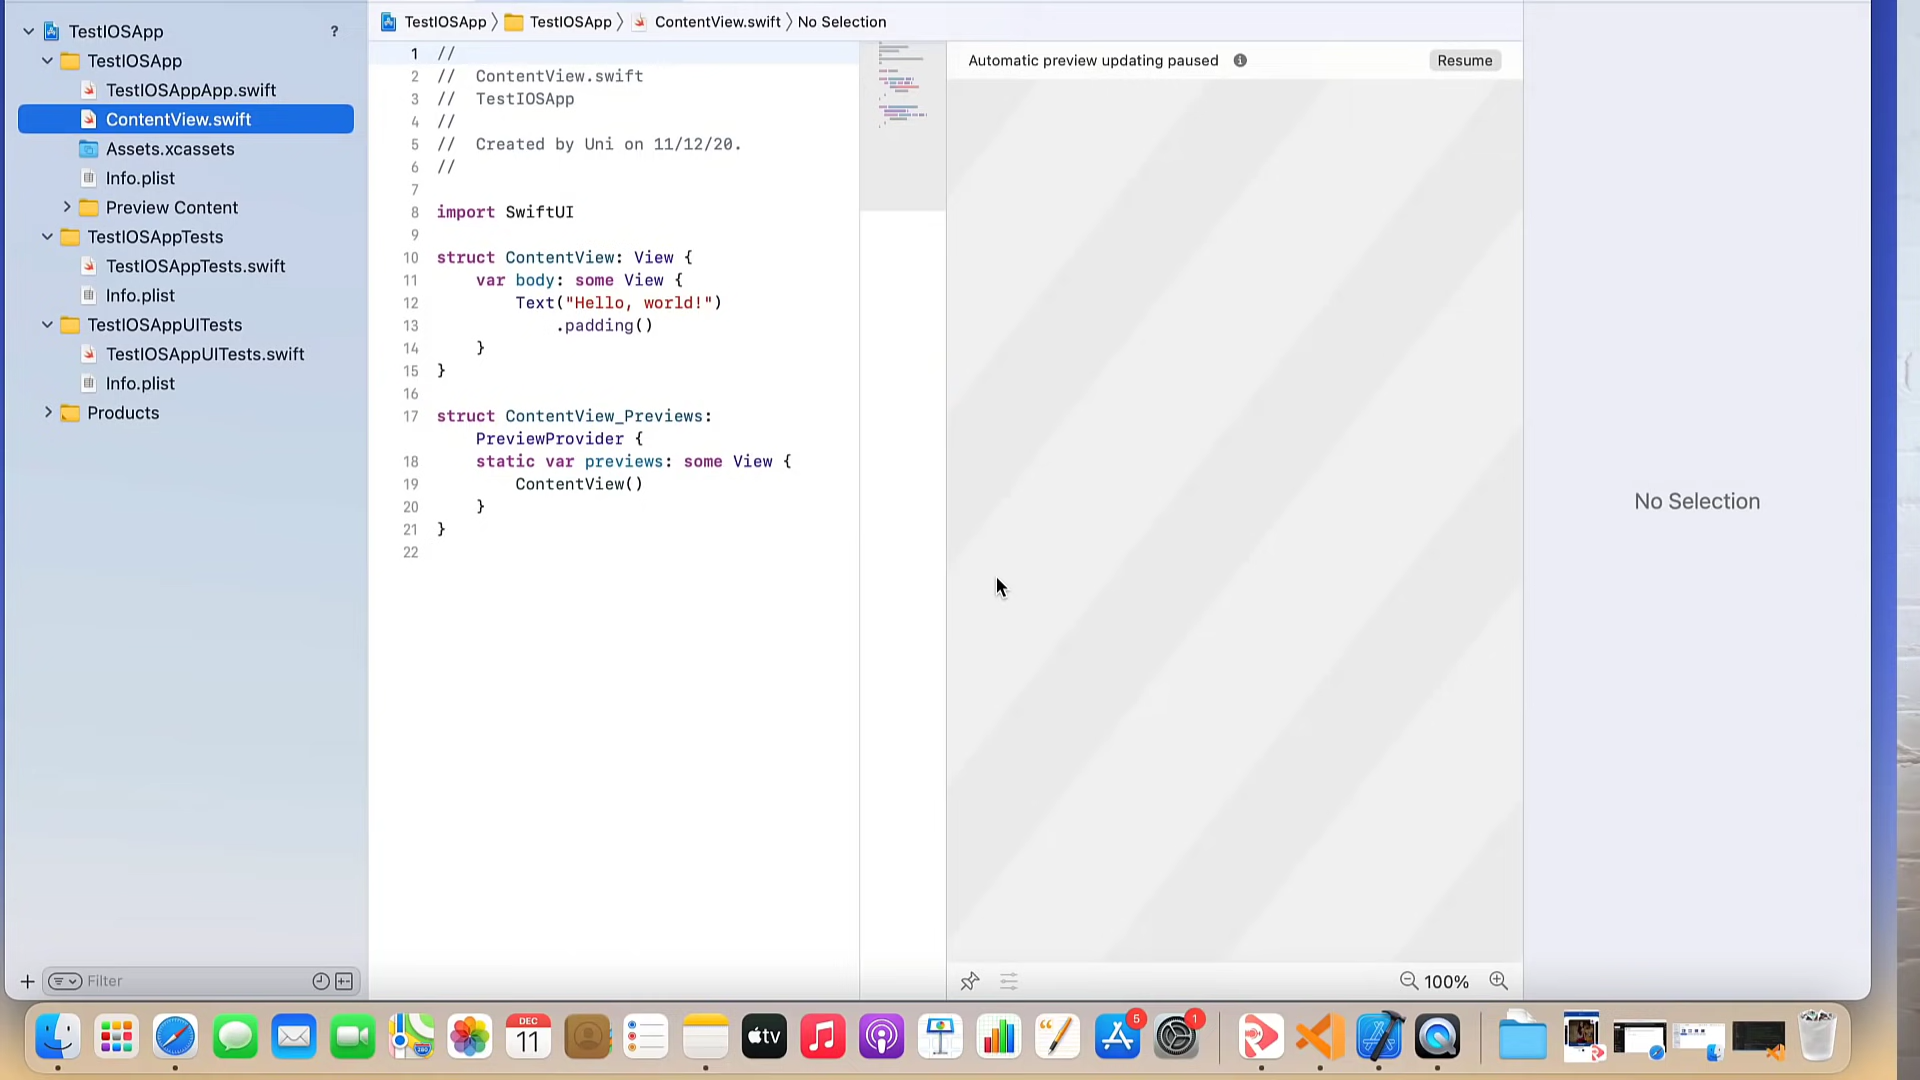 TestIOSApp
?
TestIOSApp
TestIOSAppApp.swift
ContentView.swift
Assets.xcassets
Info.plist
Preview Content
TestIOSAppTests
TestIOSAppTests.swift
Info.plist
TestIOSAppUITests
TestIOSAppUITests.swift
Info.plist
Products
Filter
TestIOSApp 〉 TestIOSApp 〉 ContentView.swift 〉 No Selection
1 //
2 //  ContentView.swift
3 //  TestIOSApp
4 //
5 //  Created by Uni on 11/12/20.
6 //
7
8 import SwiftUI
9
10 struct ContentView: View {
11     var body: some View {
12         Text("Hello, world!")
13             .padding()
14     }
15 }
16
17 struct ContentView_Previews:
    PreviewProvider {
18     static var previews: some View {
19         ContentView()
20     }
21 }
22
Automatic preview updating paused
Resume
100%
No Selection
DEC
11
280
tv
5
1